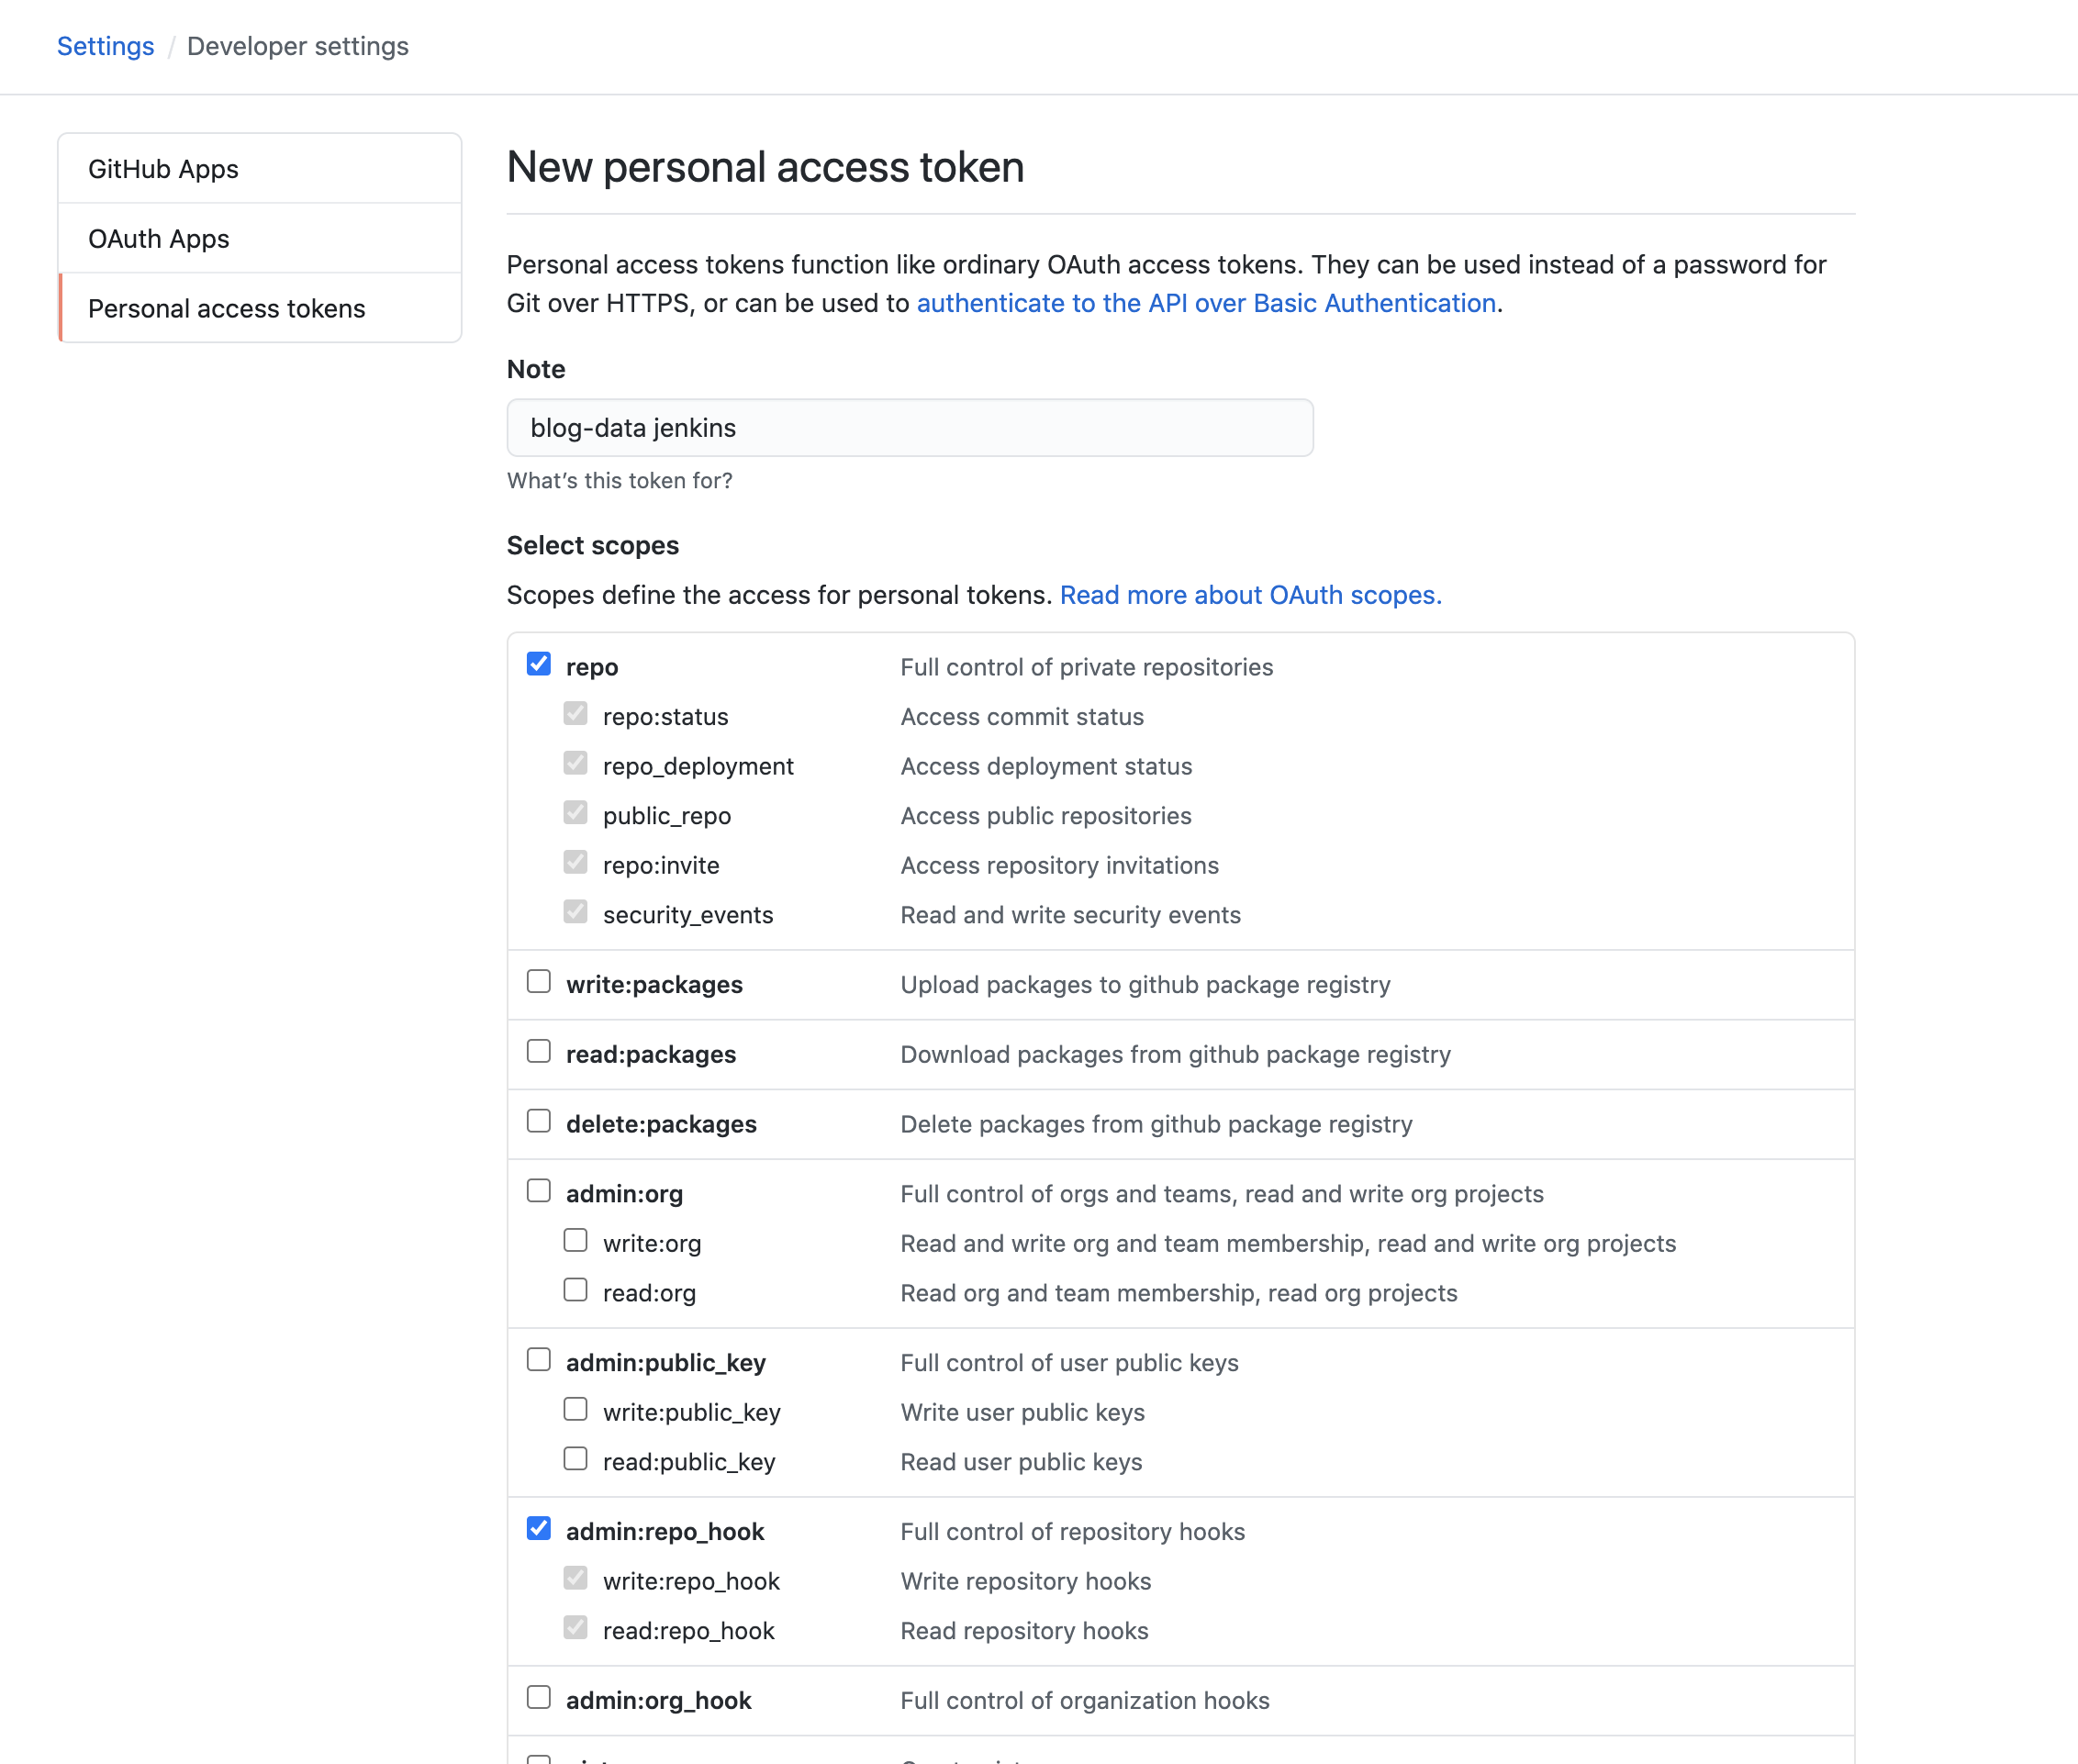 Settings / Developer settings
GitHub Apps
OAuth Apps
Personal access tokens
New personal access token
Personal access tokens function like ordinary OAuth access tokens. They can be used instead of a password for
Git over HTTPS, or can be used to authenticate to the API over Basic Authentication.
Note
blog-data jenkins
What’s this token for?
Select scopes
Scopes define the access for personal tokens. Read more about OAuth scopes.
repo Full control of private repositories
repo:status Access commit status
repo_deployment Access deployment status
public_repo Access public repositories
repo:invite Access repository invitations
security_events Read and write security events
write:packages Upload packages to github package registry
read:packages Download packages from github package registry
delete:packages Delete packages from github package registry
admin:org Full control of orgs and teams, read and write org projects
write:org Read and write org and team membership, read and write org projects
read:org Read org and team membership, read org projects
admin:public_key Full control of user public keys
write:public_key Write user public keys
read:public_key Read user public keys
admin:repo_hook Full control of repository hooks
write:repo_hook Write repository hooks
read:repo_hook Read repository hooks
admin:org_hook Full control of organization hooks